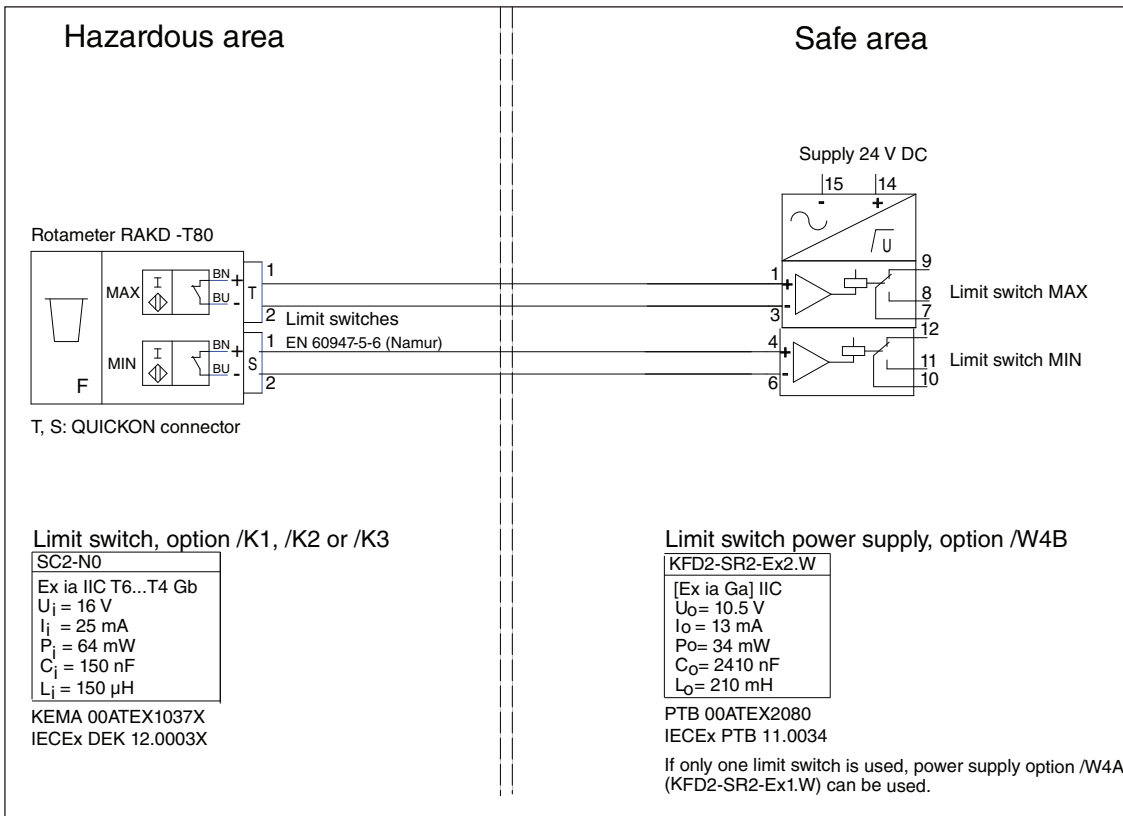 Hazardous area
Safe area
Supply 24 V DC
15 14
- +
U
Rotameter RAKD -T80
MAX
I
BN +
BU -
T
1
2
Limit switches
EN 60947-5-6 (Namur)
MIN
I
BN +
BU -
S
1
2
F
T, S: QUICKON connector
1 +
3 -
9
8
7
Limit switch MAX
4 +
6 -
12
11
10
Limit switch MIN
Limit switch, option /K1, /K2 or /K3
SC2-N0
Ex ia IIC T6...T4 Gb
Ui = 16 V
Ii = 25 mA
Pi = 64 mW
Ci = 150 nF
Li = 150 µH
KEMA 00ATEX1037X
IECEx DEK 12.0003X
Limit switch power supply, option /W4B
KFD2-SR2-Ex2.W
[Ex ia Ga] IIC
Uo= 10.5 V
Io = 13 mA
Po= 34 mW
Co= 2410 nF
Lo= 210 mH
PTB 00ATEX2080
IECEx PTB 11.0034
If only one limit switch is used, power supply option /W4A
(KFD2-SR2-Ex1.W) can be used.